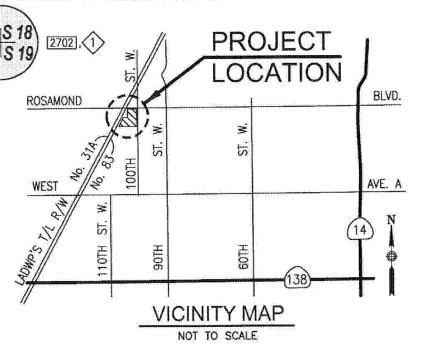 S 18
S 19
2702
1
PROJECT
LOCATION
ROSAMOND
BLVD.
ST. W.
100TH
ST. W.
90TH
ST. W.
60TH
No. 31A
No. 83
LADWP'S T/L R/W
WEST
AVE. A
110TH ST. W.
14
N
138
VICINITY MAP
NOT TO SCALE